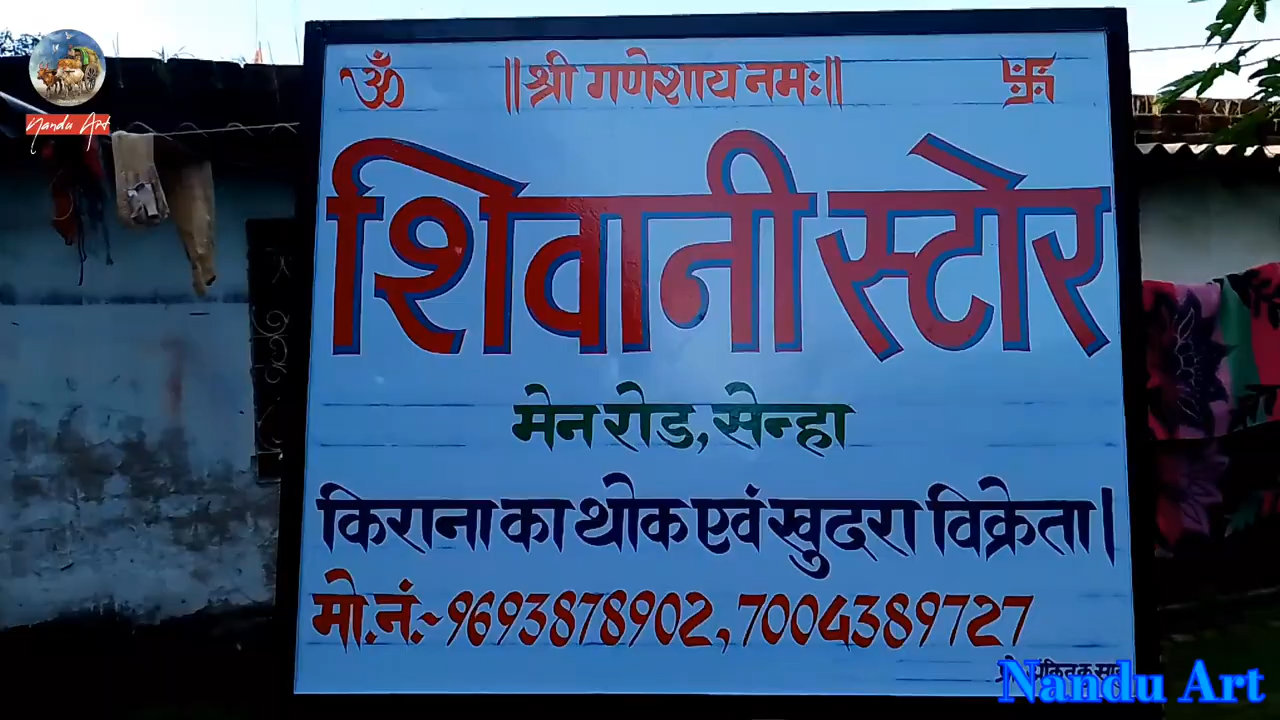 Nandu Art
ॐ ॥श्री गणेशाय नमः॥ 卐
शिवानी स्टोर
मेन रोड, सेन्हा
किराना का थोक एवं खुदरा विक्रेता।
मो.नं.:- 9693878902, 7004389727
Nandu Art